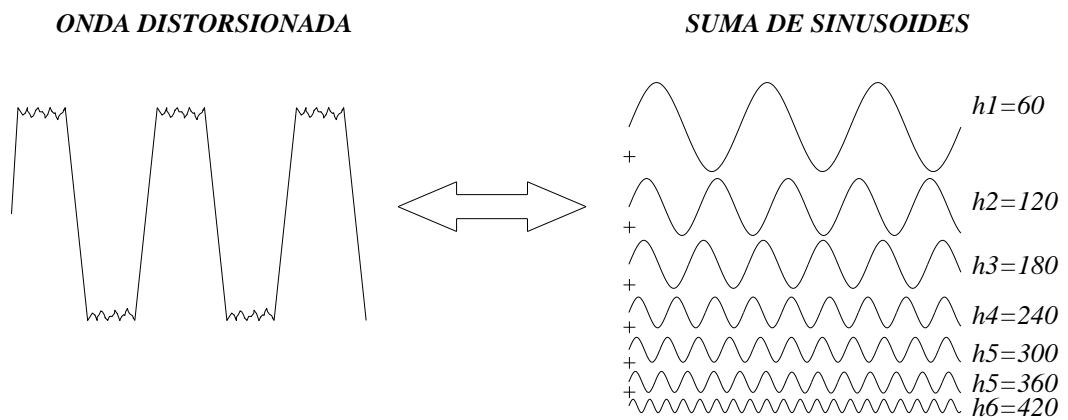 ONDA DISTORSIONADA
SUMA DE SINUSOIDES
h1=60
h2=120
h3=180
h4=240
h5=300
h5=360
h6=420